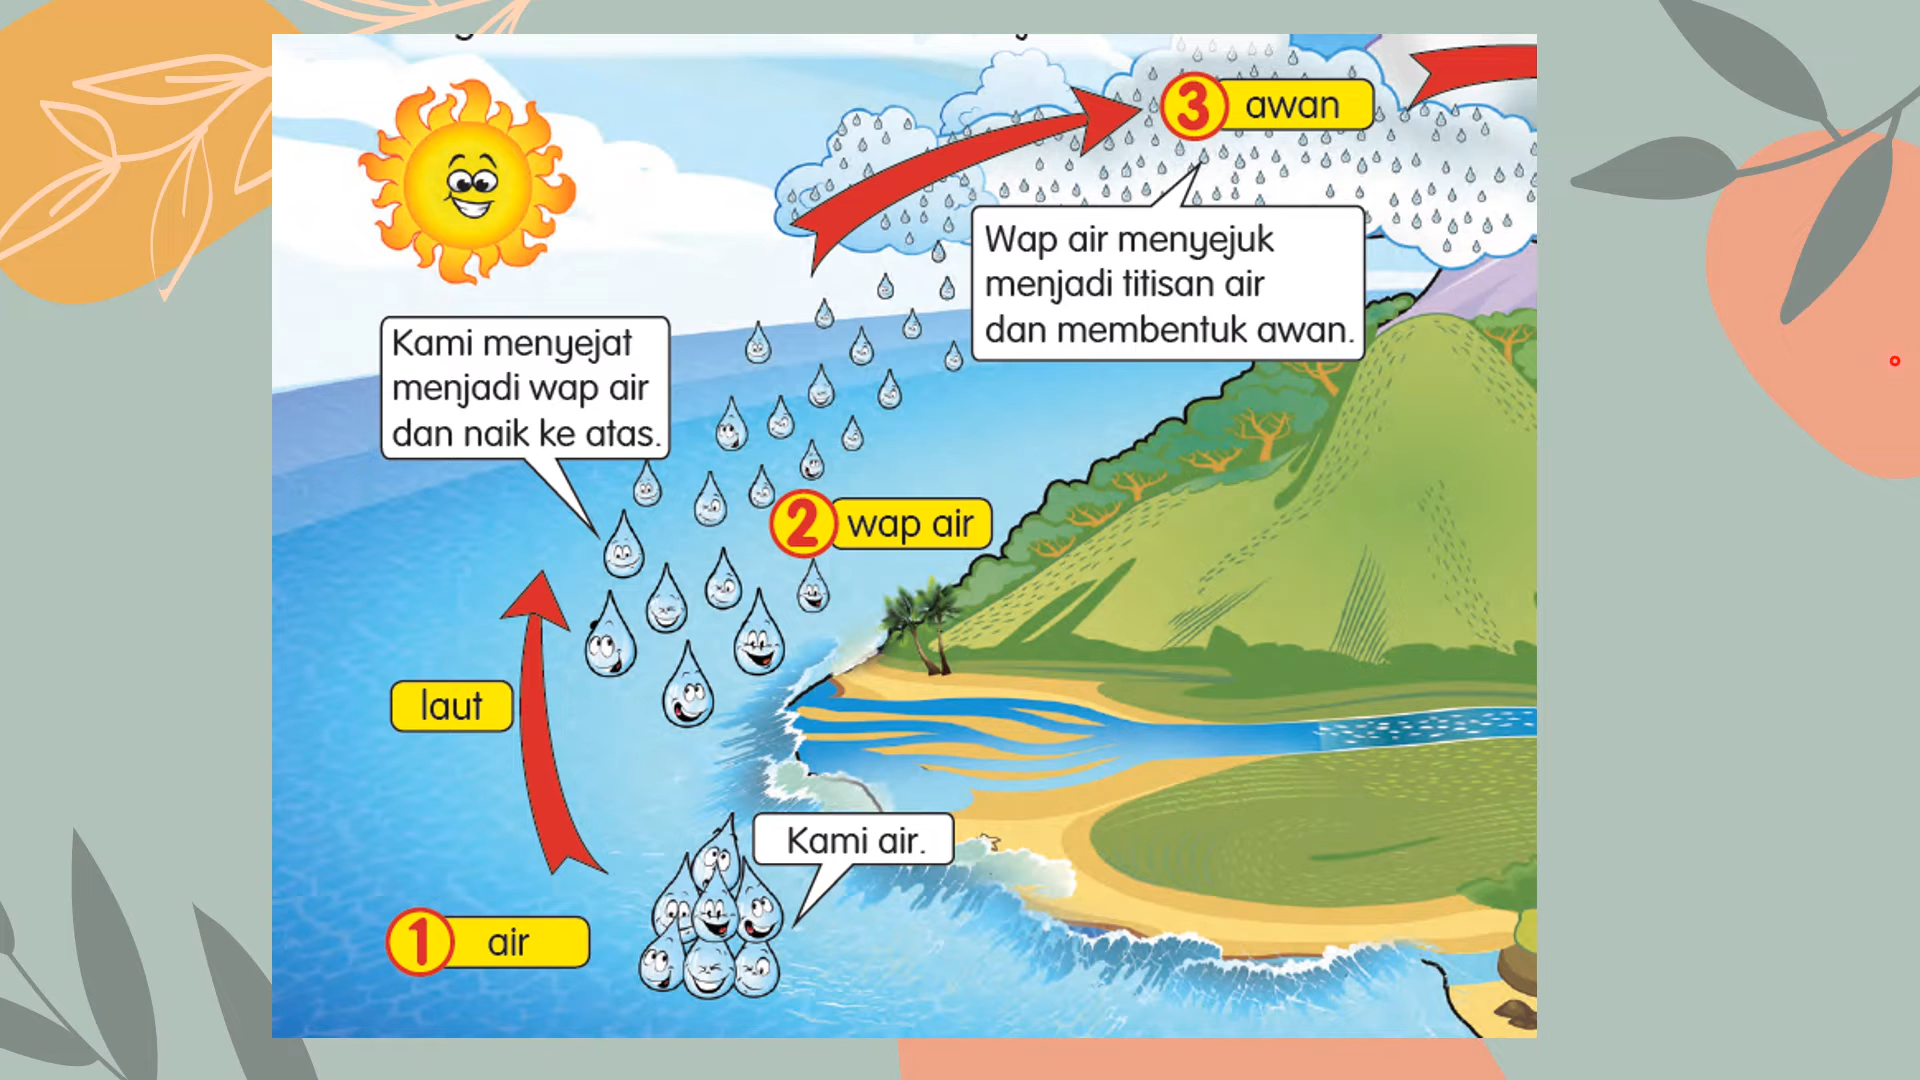 3 awan
Wap air menyejuk
menjadi titisan air
dan membentuk awan.
Kami menyejat
menjadi wap air
dan naik ke atas.
2 wap air
laut
Kami air.
1 air